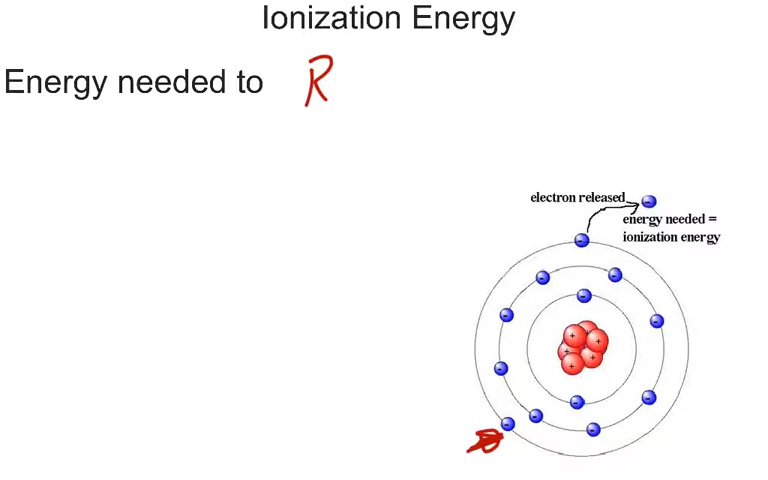 Ionization Energy
Energy needed to R
electron released
energy needed =
ionization energy